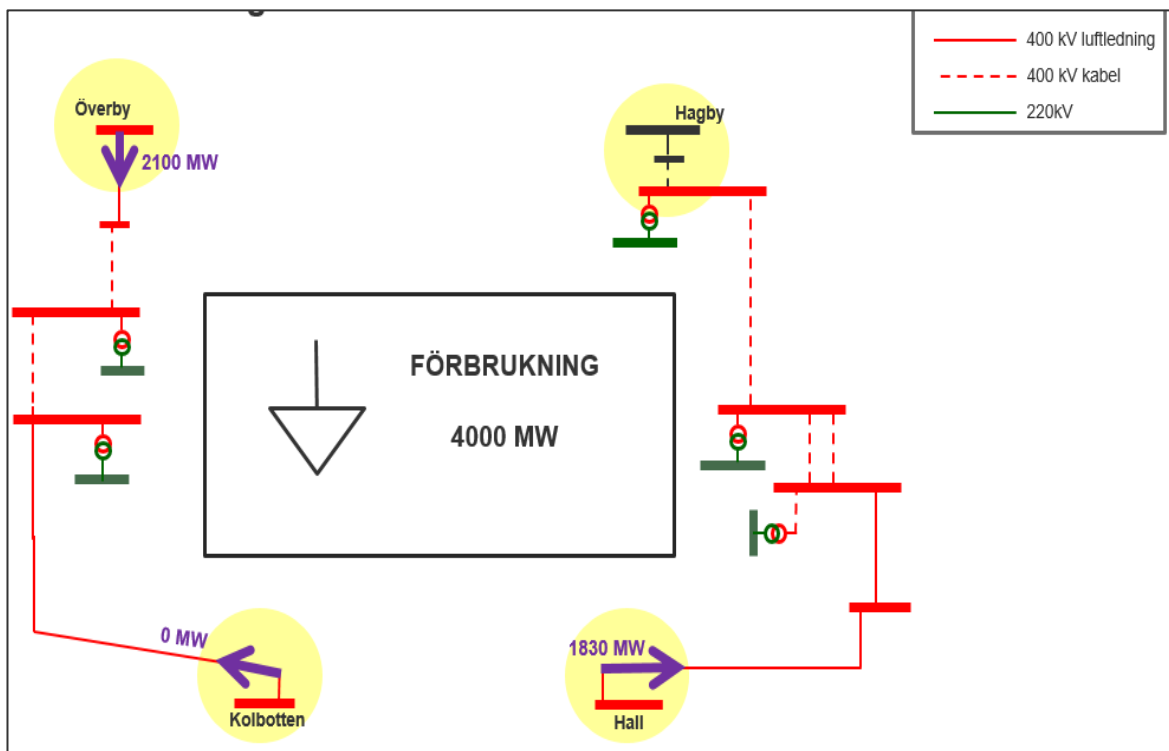 400 kV luftledning
400 kV kabel
220kV
Överby
2100 MW
Hagby
FÖRBRUKNING
4000 MW
0 MW
Kolbotten
1830 MW
Hall